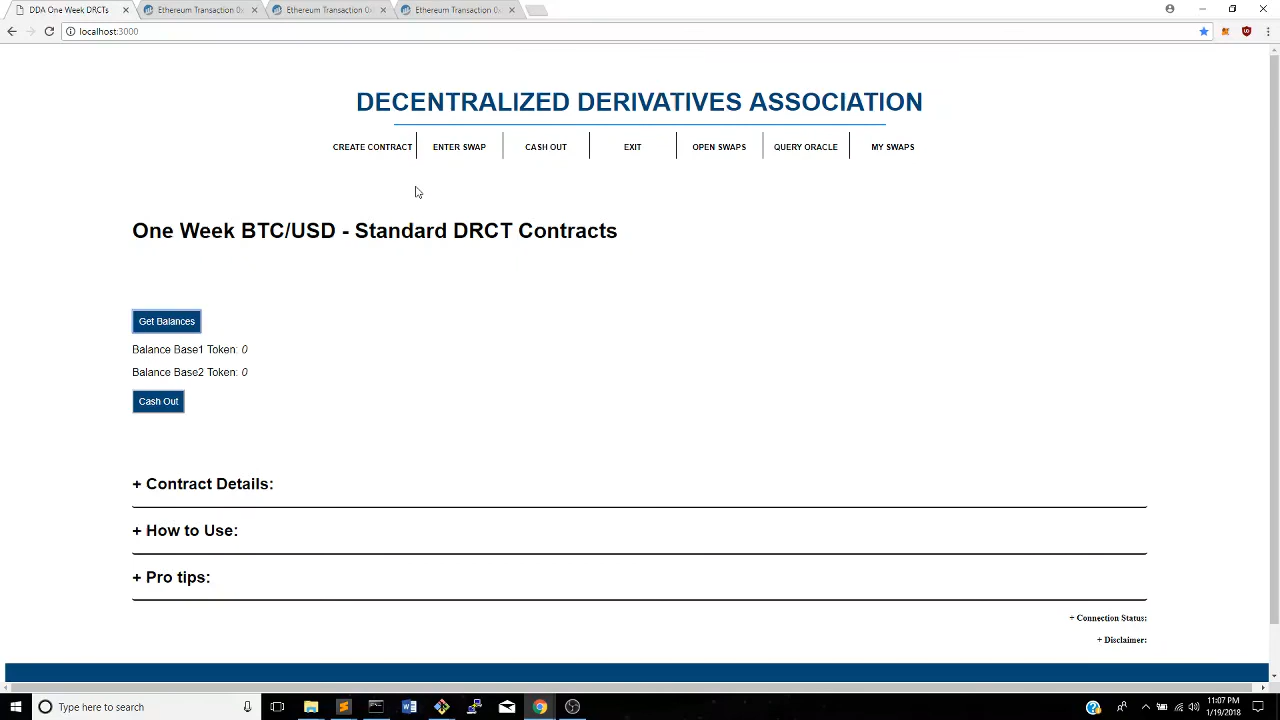 DDA One Week DRCTs
Ethereum Transaction 0x
Ethereum Transaction 0x
Ethereum Transaction 0x
localhost:3000
DECENTRALIZED DERIVATIVES ASSOCIATION
CREATE CONTRACT ENTER SWAP CASH OUT EXIT OPEN SWAPS QUERY ORACLE MY SWAPS
One Week BTC/USD - Standard DRCT Contracts
Get Balances
Balance Base1 Token: 0
Balance Base2 Token: 0
Cash Out
+ Contract Details:
+ How to Use:
+ Pro tips:
+ Connection Status:
+ Disclaimer:
Type here to search
11:07 PM
1/19/2018